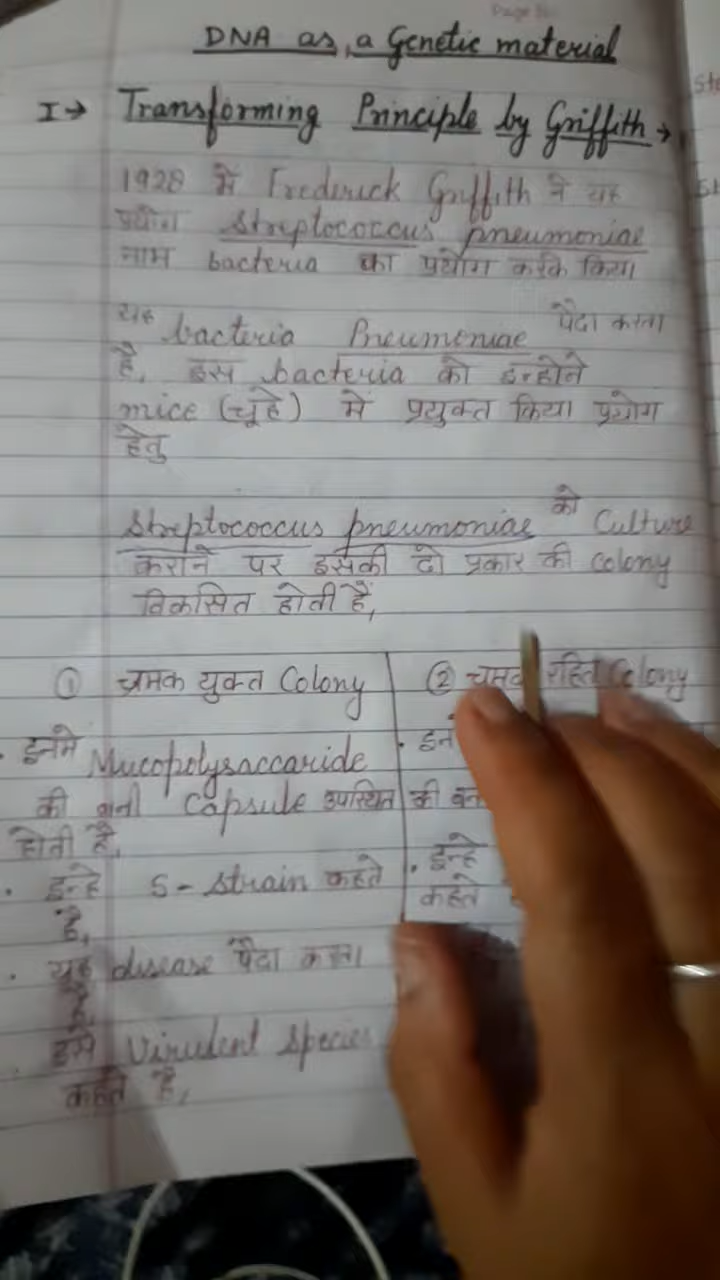 DNA as a Genetic material
I→ Transforming Principle by Griffith→
1928 में Frederick Griffith ने यह
प्रयोग Streptococcus pneumoniae
नाम bacteria का प्रयोग करके किया
यह bacteria Pneumoniae पैदा करता
है, इस bacteria को इन्होने
mice (चूहे) में प्रयुक्त किया प्रयोग
हेतु
Streptococcus pneumoniae को Culture
कराने पर इसकी दो प्रकार की colony
विकसित होती हैं,
① चमक युक्त Colony
• इनमे Mucopolysaccaride
की बनी Capsule उपस्थित
होती है,
• इन्हे S-Strain कहते
है,
• यह disease पैदा करता
है
इसे Virulent Species
कहते है,
② चमक रहित Colony
•
की
• इन्हे
कहते